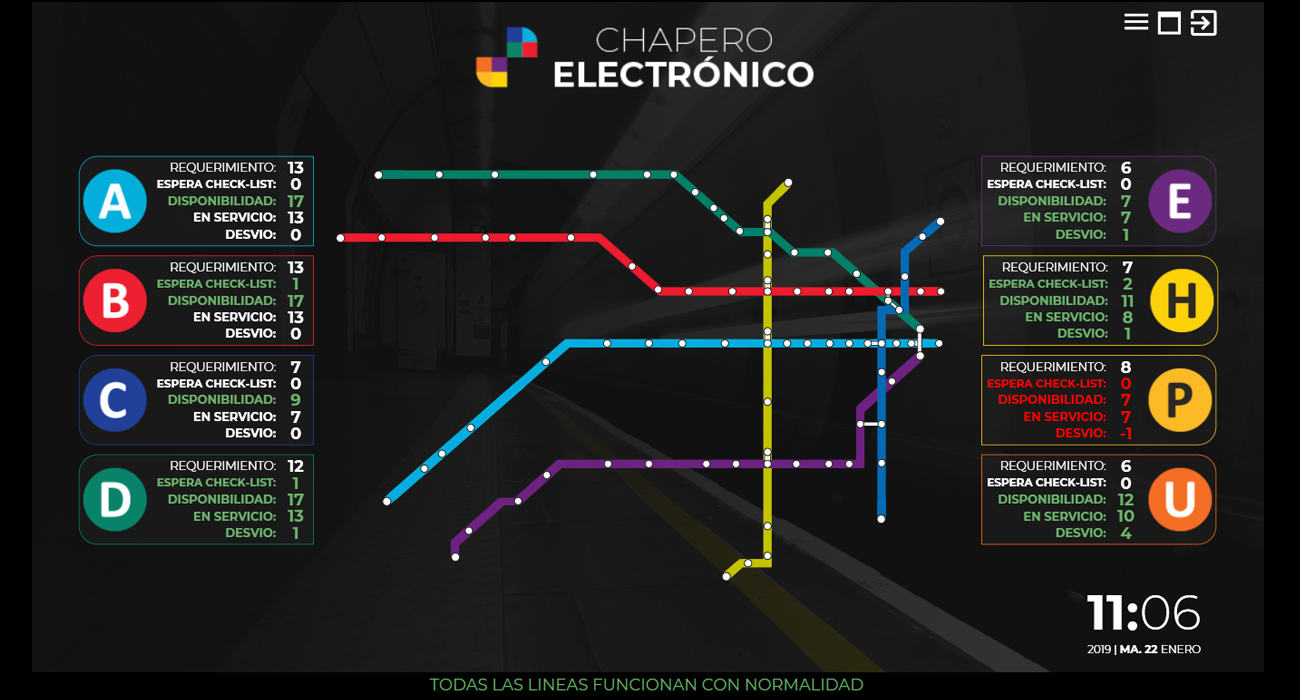 CHAPERO
ELECTRÓNICO
A
REQUERIMIENTO: 13
ESPERA CHECK-LIST: 0
DISPONIBILIDAD: 17
EN SERVICIO: 13
DESVIO: 0
B
REQUERIMIENTO: 13
ESPERA CHECK-LIST: 1
DISPONIBILIDAD: 17
EN SERVICIO: 13
DESVIO: 0
C
REQUERIMIENTO: 7
ESPERA CHECK-LIST: 0
DISPONIBILIDAD: 9
EN SERVICIO: 7
DESVIO: 0
D
REQUERIMIENTO: 12
ESPERA CHECK-LIST: 1
DISPONIBILIDAD: 17
EN SERVICIO: 13
DESVIO: 1
REQUERIMIENTO: 6
ESPERA CHECK-LIST: 0
DISPONIBILIDAD: 7
EN SERVICIO: 7
DESVIO: 1
E
REQUERIMIENTO: 7
ESPERA CHECK-LIST: 2
DISPONIBILIDAD: 11
EN SERVICIO: 8
DESVIO: 1
H
REQUERIMIENTO: 8
ESPERA CHECK-LIST: 0
DISPONIBILIDAD: 7
EN SERVICIO: 7
DESVIO: -1
P
REQUERIMIENTO: 6
ESPERA CHECK-LIST: 0
DISPONIBILIDAD: 12
EN SERVICIO: 10
DESVIO: 4
U
11:06
2019 | MA. 22 ENERO
TODAS LAS LINEAS FUNCIONAN CON NORMALIDAD